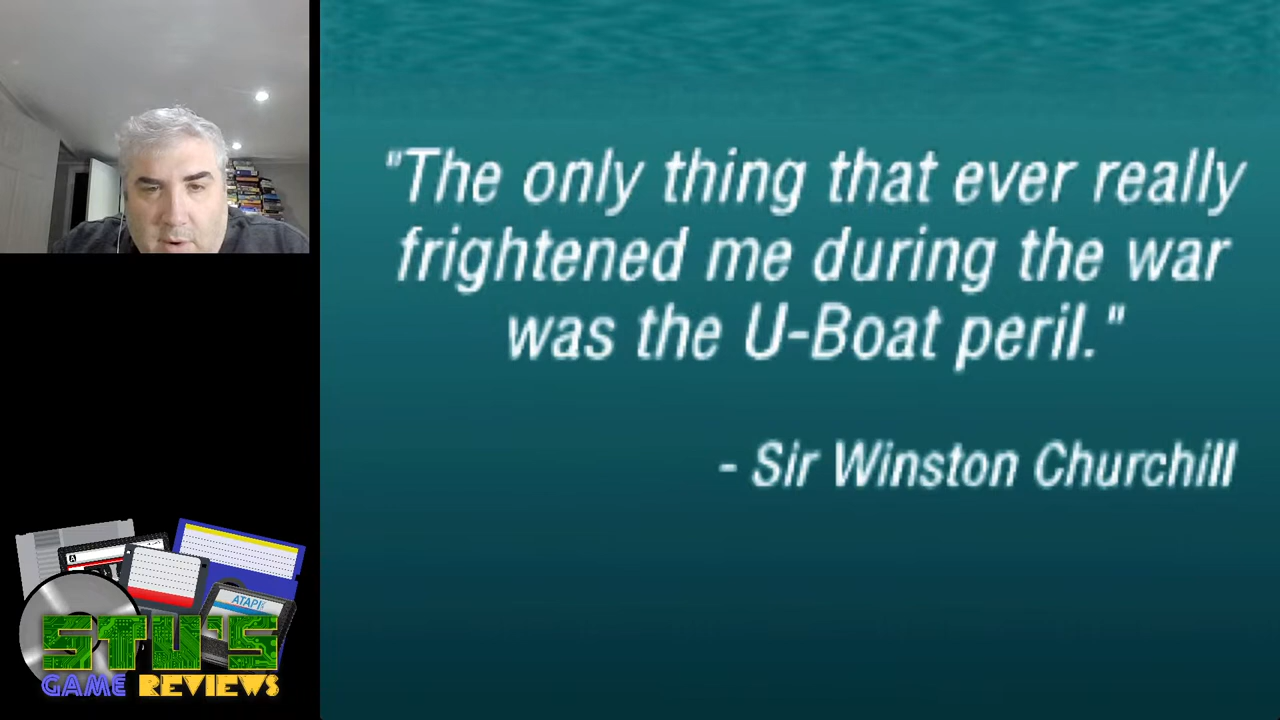 "The only thing that ever really
frightened me during the war
was the U-Boat peril."
- Sir Winston Churchill
STU'S
GAME REVIEWS